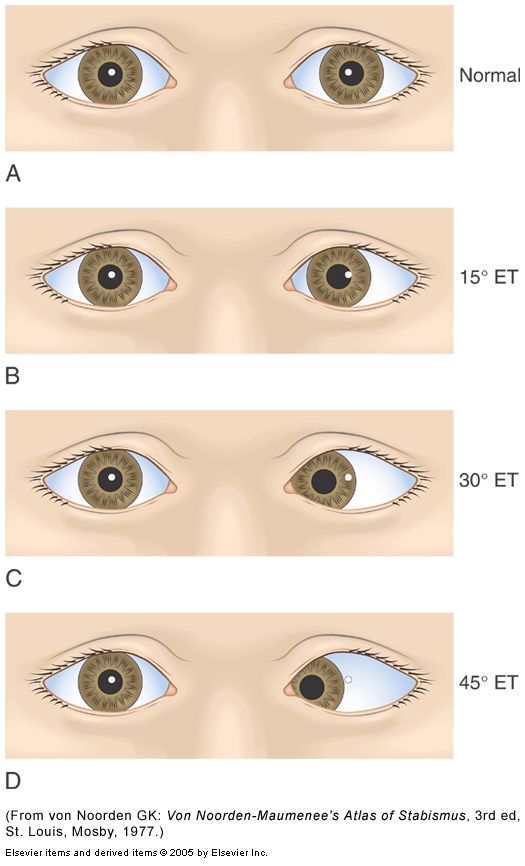 Normal
A
15° ET
B
30° ET
C
45° ET
D
(From von Noorden GK: Von Noorden-Maumenee's Atlas of Stabismus, 3rd ed,
St. Louis, Mosby, 1977.)
Elsevier items and derived items © 2005 by Elsevier Inc.